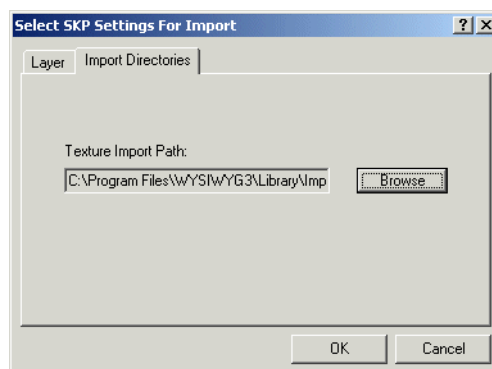 Select SKP Settings For Import
Layer Import Directories
Texture Import Path:
C:\Program Files\WYSIWYG3\Library\Imp Browse
OK Cancel